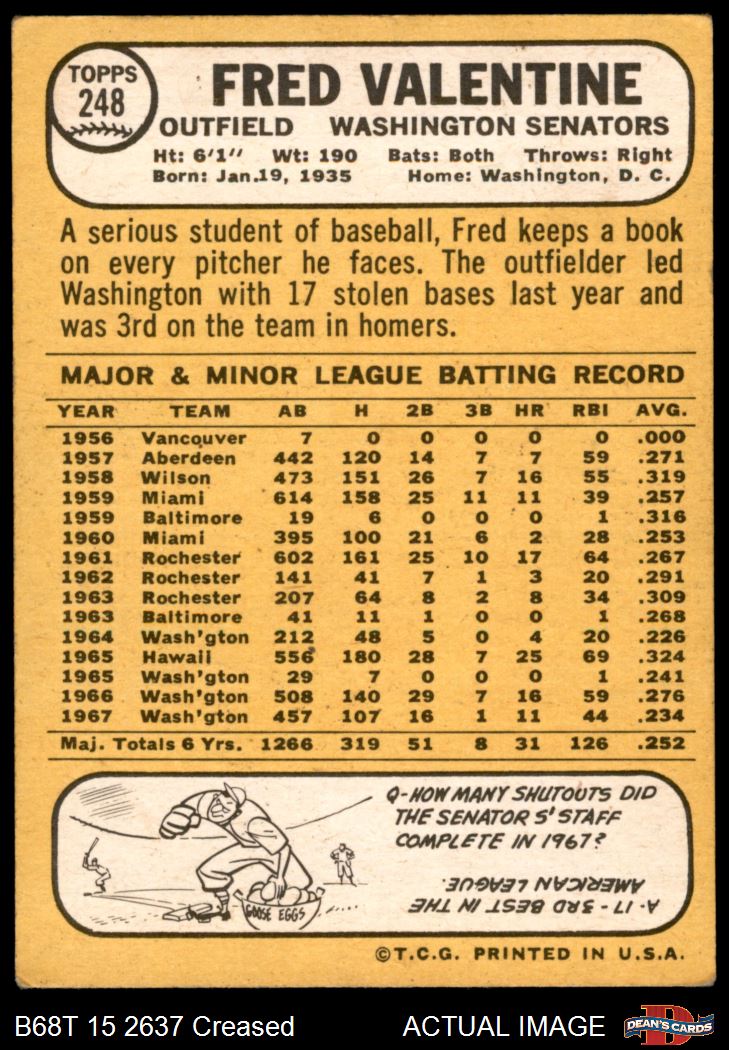 TOPPS
248
FRED VALENTINE
OUTFIELD WASHINGTON SENATORS
Ht: 6'1" Wt: 190 Bats: Both Throws: Right
Born: Jan.19, 1935 Home: Washington, D. C.
A serious student of baseball, Fred keeps a book
on every pitcher he faces. The outfielder led
Washington with 17 stolen bases last year and
was 3rd on the team in homers.
MAJOR & MINOR LEAGUE BATTING RECORD
YEAR TEAM AB H 2B 3B HR RBI AVG.
1956 Vancouver 7 0 0 0 0 0 .000
1957 Aberdeen 442 120 14 7 7 59 .271
1958 Wilson 473 151 26 7 16 55 .319
1959 Miami 614 158 25 11 11 39 .257
1959 Baltimore 19 6 0 0 0 1 .316
1960 Miami 395 100 21 6 2 28 .253
1961 Rochester 602 161 25 10 17 64 .267
1962 Rochester 141 41 7 1 3 20 .291
1963 Rochester 207 64 8 2 8 34 .309
1963 Baltimore 41 11 1 0 0 1 .268
1964 Wash'gton 212 48 5 0 4 20 .226
1965 Hawaii 556 180 28 7 25 69 .324
1965 Wash'gton 29 7 0 0 0 1 .241
1966 Wash'gton 508 140 29 7 16 59 .276
1967 Wash'gton 457 107 16 1 11 44 .234
Maj. Totals 6 Yrs. 1266 319 51 8 31 126 .252
Q-HOW MANY SHUTOUTS DID
THE SENATOR S' STAFF
COMPLETE IN 1967?
A-17 - 3RD BEST IN THE
AMERICAN LEAGUE.
GOOSE EGGS
©T.C.G. PRINTED IN U.S.A.
B68T 15 2637 Creased ACTUAL IMAGE
DEAN'S CARDS